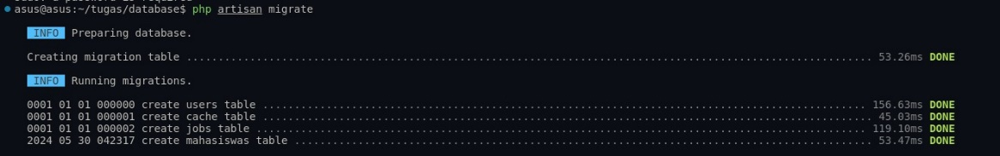 asus@asus:~/tugas/database$ php artisan migrate
INFO Preparing database.
Creating migration table ........................................................................................................... 53.26ms DONE
INFO Running migrations.
0001_01_01_000000_create_users_table ............................................................................................... 156.63ms DONE
0001_01_01_000001_create_cache_table ................................................................................................ 45.03ms DONE
0001_01_01_000002_create_jobs_table ................................................................................................ 119.10ms DONE
2024_05_30_042317_create_mahasiswas_table ........................................................................................... 53.47ms DONE